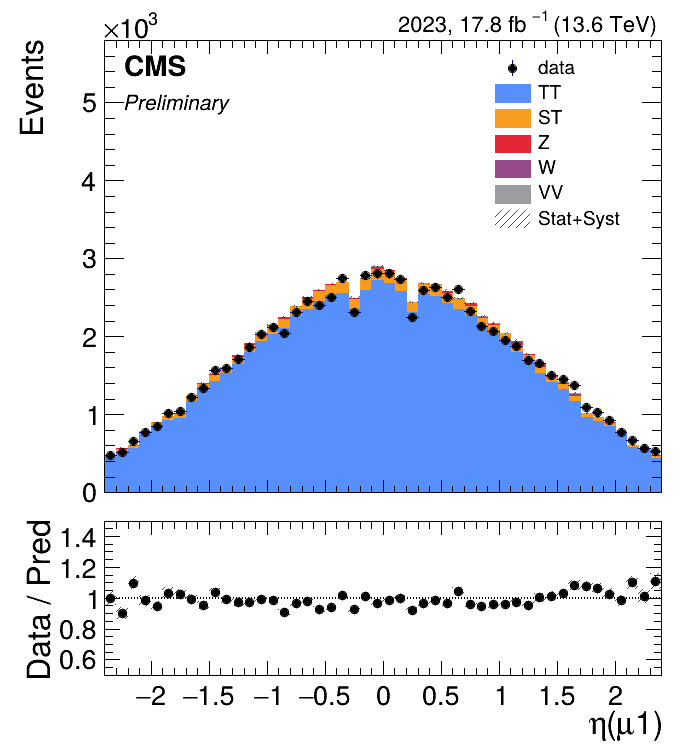 ×10³
2023, 17.8 fb⁻¹ (13.6 TeV)
Events
CMS
Preliminary
data
TT
ST
Z
W
VV
Stat+Syst
5
4
3
2
1
0
Data / Pred
1.4
1.2
1
0.8
0.6
−2 −1.5 −1 −0.5 0 0.5 1 1.5 2
η(μ1)